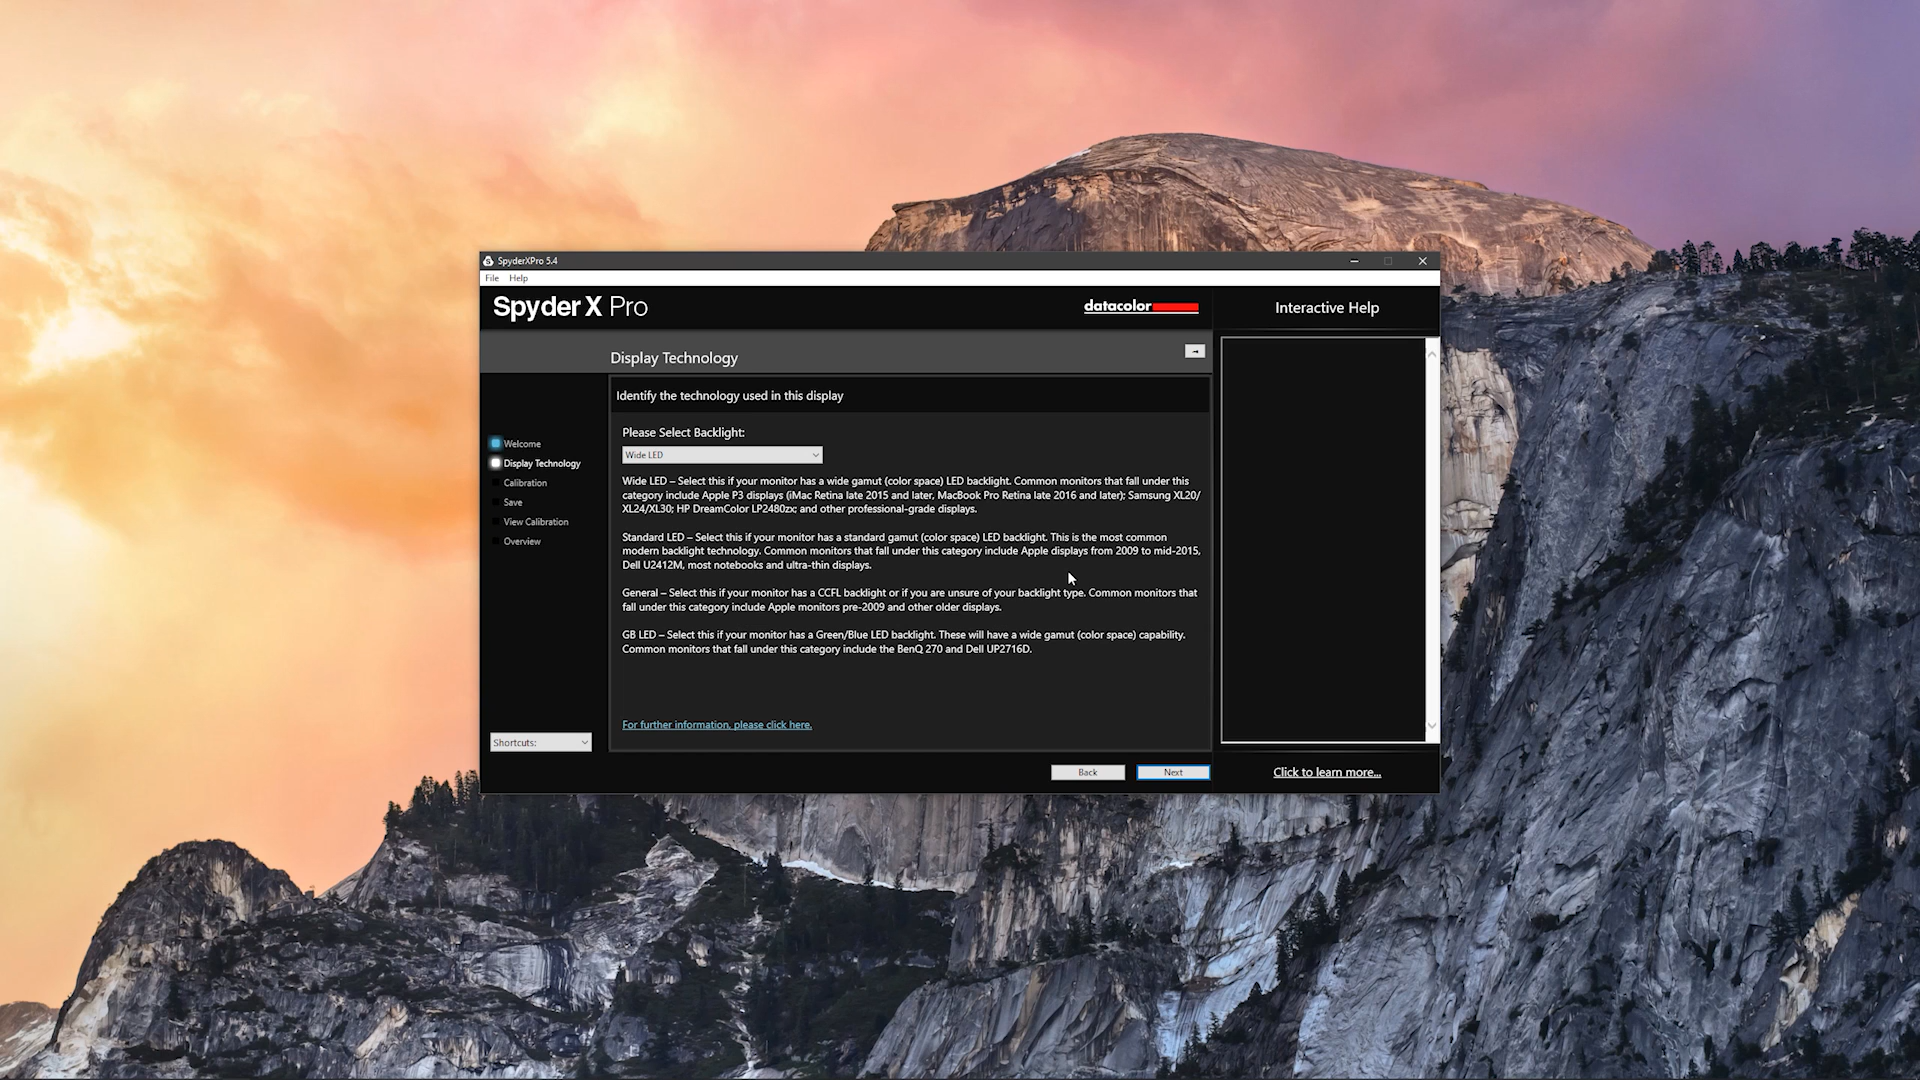 SpyderXPro 5.4
File Help
Spyder X Pro
datacolor
Interactive Help
Display Technology
Identify the technology used in this display
Please Select Backlight:
Wide LED
Wide LED – Select this if your monitor has a wide gamut (color space) LED backlight. Common monitors that fall under this
category include Apple P3 displays (iMac Retina late 2015 and later, MacBook Pro Retina late 2016 and later); Samsung XL20/
XL24/XL30; HP DreamColor LP2480zx; and other professional-grade displays.
Standard LED – Select this if your monitor has a standard gamut (color space) LED backlight. This is the most common
modern backlight technology. Common monitors that fall under this category include Apple displays from 2009 to mid-2015,
Dell U2412M, most notebooks and ultra-thin displays.
General – Select this if your monitor has a CCFL backlight or if you are unsure of your backlight type. Common monitors that
fall under this category include Apple monitors pre-2009 and other older displays.
GB LED – Select this if your monitor has a Green/Blue LED backlight. These will have a wide gamut (color space) capability.
Common monitors that fall under this category include the BenQ 270 and Dell UP2716D.
For further information, please click here.
Welcome
Display Technology
Calibration
Save
View Calibration
Overview
Shortcuts:
Back
Next
Click to learn more...